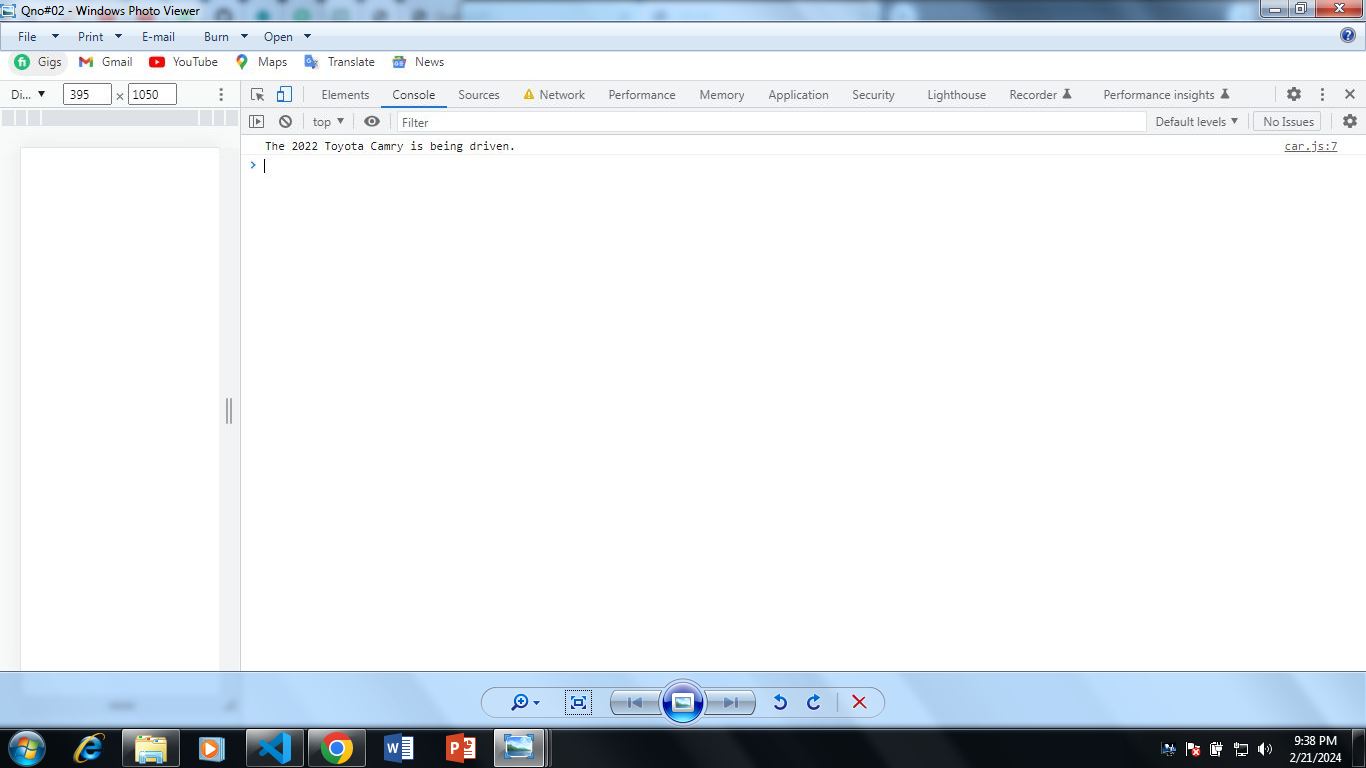 Qno#02 - Windows Photo Viewer
File Print E-mail Burn Open
Gigs Gmail YouTube Maps Translate News
Di... 395 × 1050 Elements Console Sources Network Performance Memory Application Security Lighthouse Recorder Performance insights
top Filter Default levels No Issues
The 2022 Toyota Camry is being driven. car.js:7
9:38 PM
2/21/2024